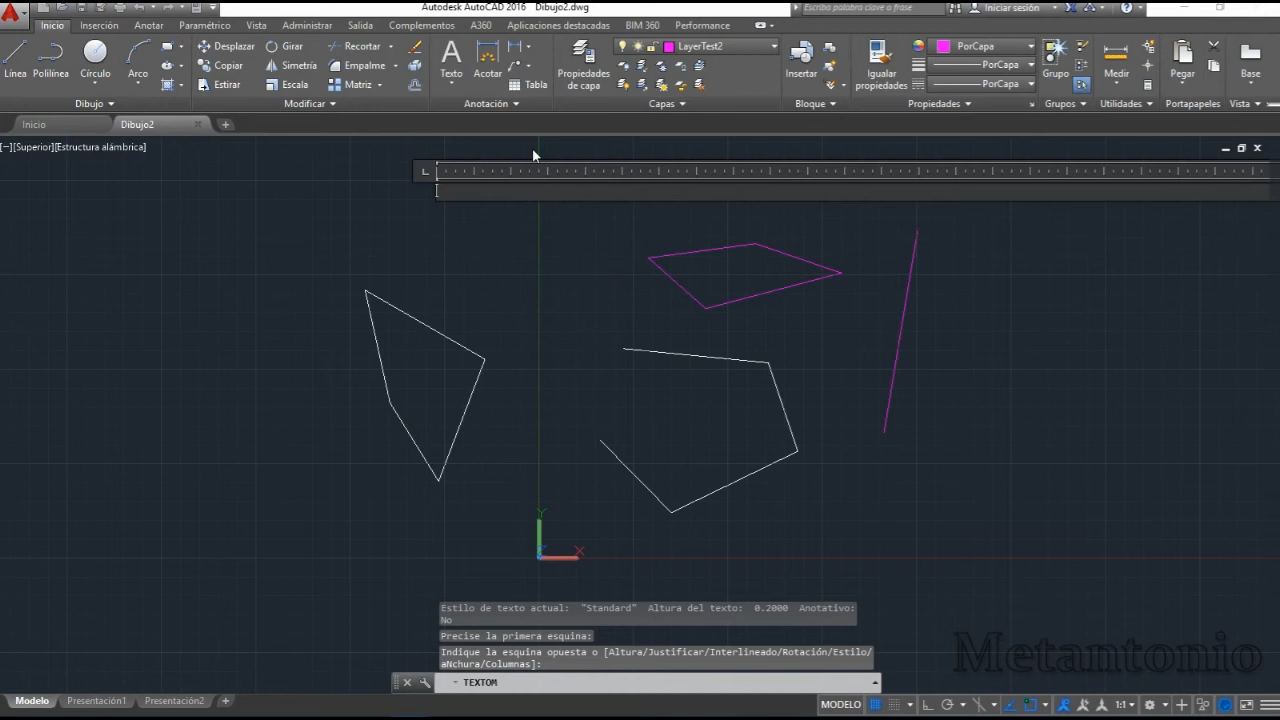 Autodesk AutoCAD 2016 Dibujo2.dwg
Escriba palabra clave o frase
Iniciar sesión
Inicio Inserción Anotar Paramétrico Vista Administrar Salida Complementos A360 Aplicaciones destacadas BIM 360 Performance
Línea Polilínea Círculo Arco
Desplazar Girar Recortar
Copiar Simetría Empalme
Estirar Escala Matriz
Texto Acotar Tabla
Propiedades de capa
LayerTest2
Insertar
Igualar propiedades
PorCapa
PorCapa
PorCapa
Grupo Medir Pegar Base
Dibujo Modificar Anotación Capas Bloque Propiedades Grupos Utilidades Portapapeles Vista
Inicio Dibujo2
[−][Superior][Estructura alámbrica]
Y
X
Estilo de texto actual: "Standard" Altura del texto: 0.2000 Anotativo:
No
Precise la primera esquina:
Indique la esquina opuesta o [Altura/Justificar/Interlineado/Rotación/Estilo/
aNchura/Columnas]:
TEXTOM
Metantonio
Modelo Presentación1 Presentación2
MODELO 1:1